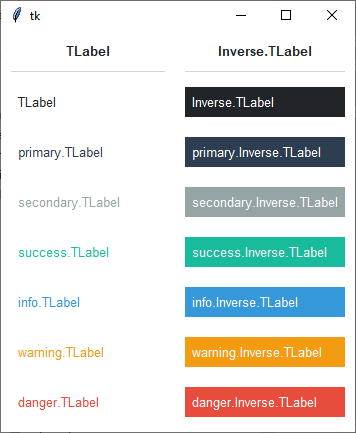 tk
TLabel Inverse.TLabel
TLabel Inverse.TLabel
primary.TLabel primary.Inverse.TLabel
secondary.TLabel secondary.Inverse.TLabel
success.TLabel success.Inverse.TLabel
info.TLabel info.Inverse.TLabel
warning.TLabel warning.Inverse.TLabel
danger.TLabel danger.Inverse.TLabel